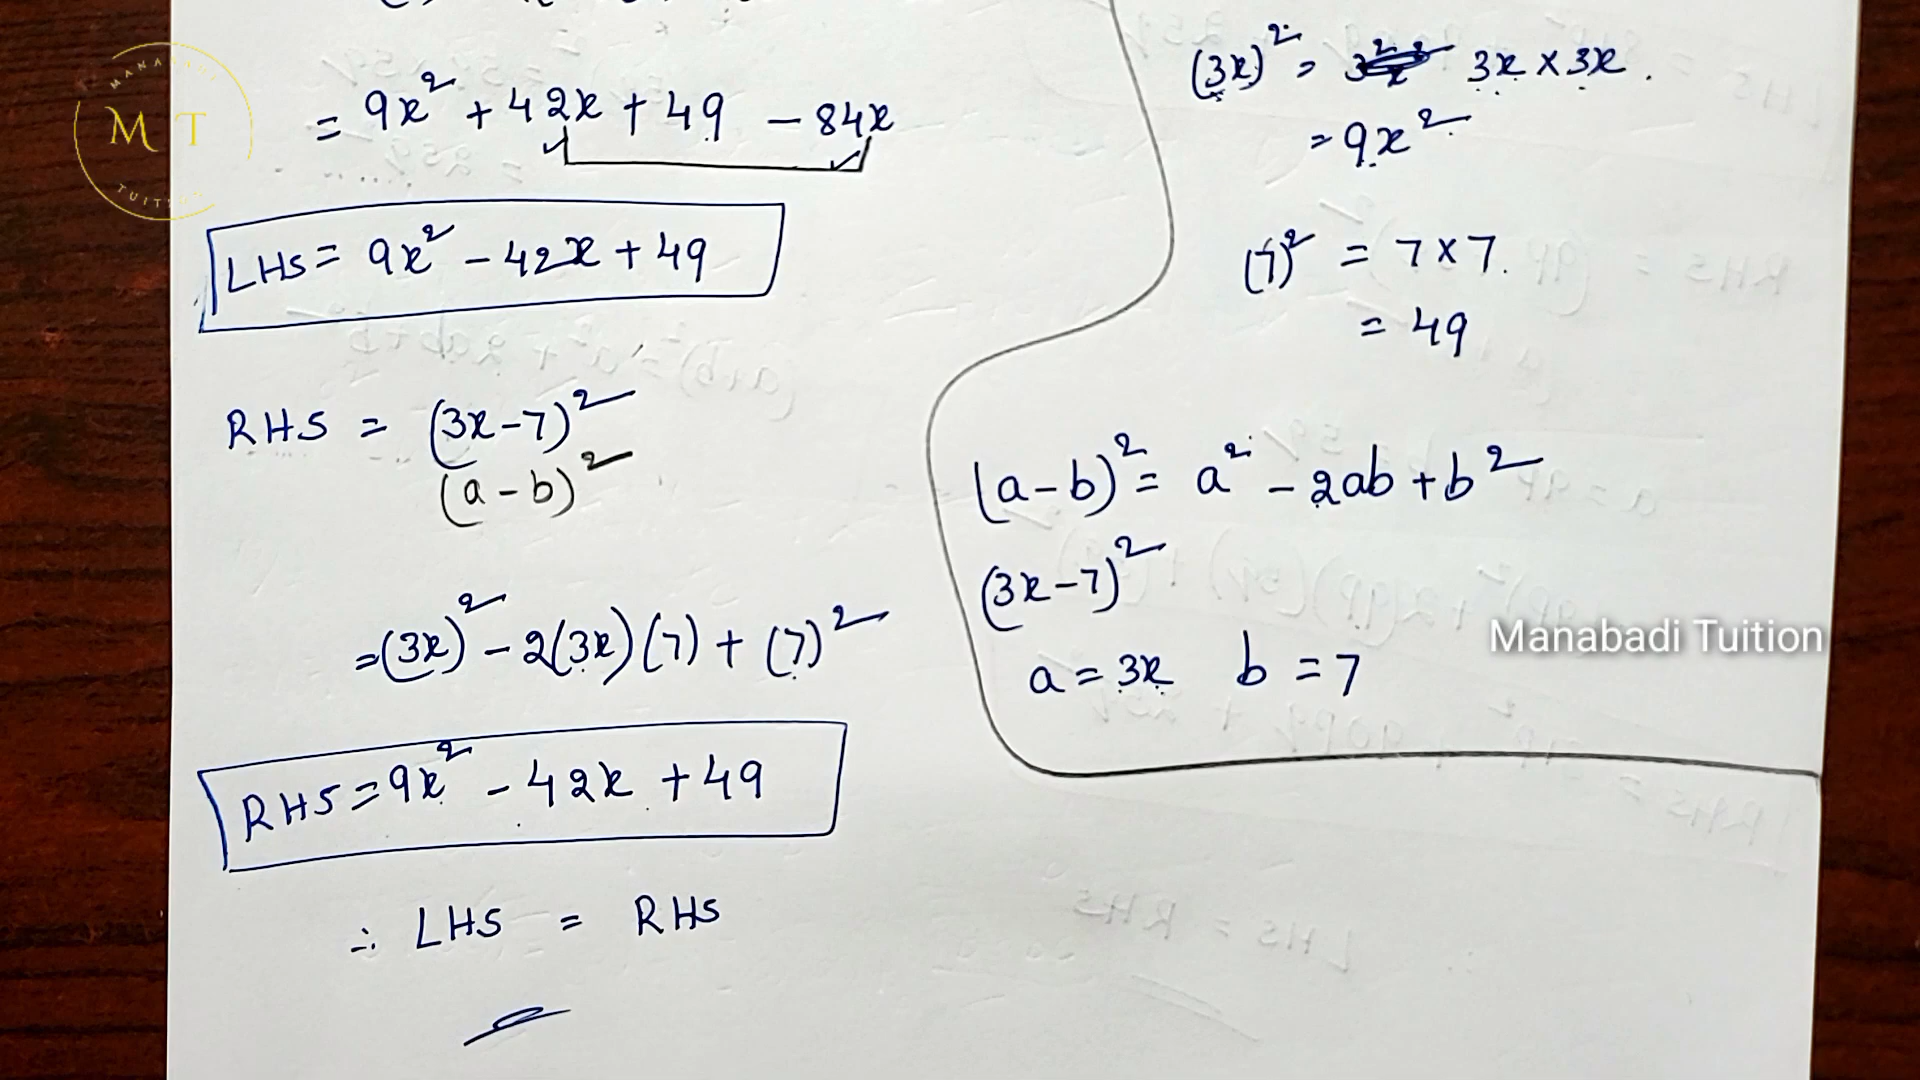 MANABADI
M T
TUITION
= 9x² + 42x + 49 - 84x
LHS = 9x² - 42x + 49
RHS = (3x-7)²
(a-b)²
= (3x)² - 2(3x)(7) + (7)²
RHS = 9x² - 42x + 49
∴ LHS = RHS
(3x)² = 3x × 3x.
= 9x²
(7)² = 7 × 7.
= 49
(a-b)² = a² - 2ab + b²
(3x-7)²
a = 3x b = 7
Manabadi Tuition